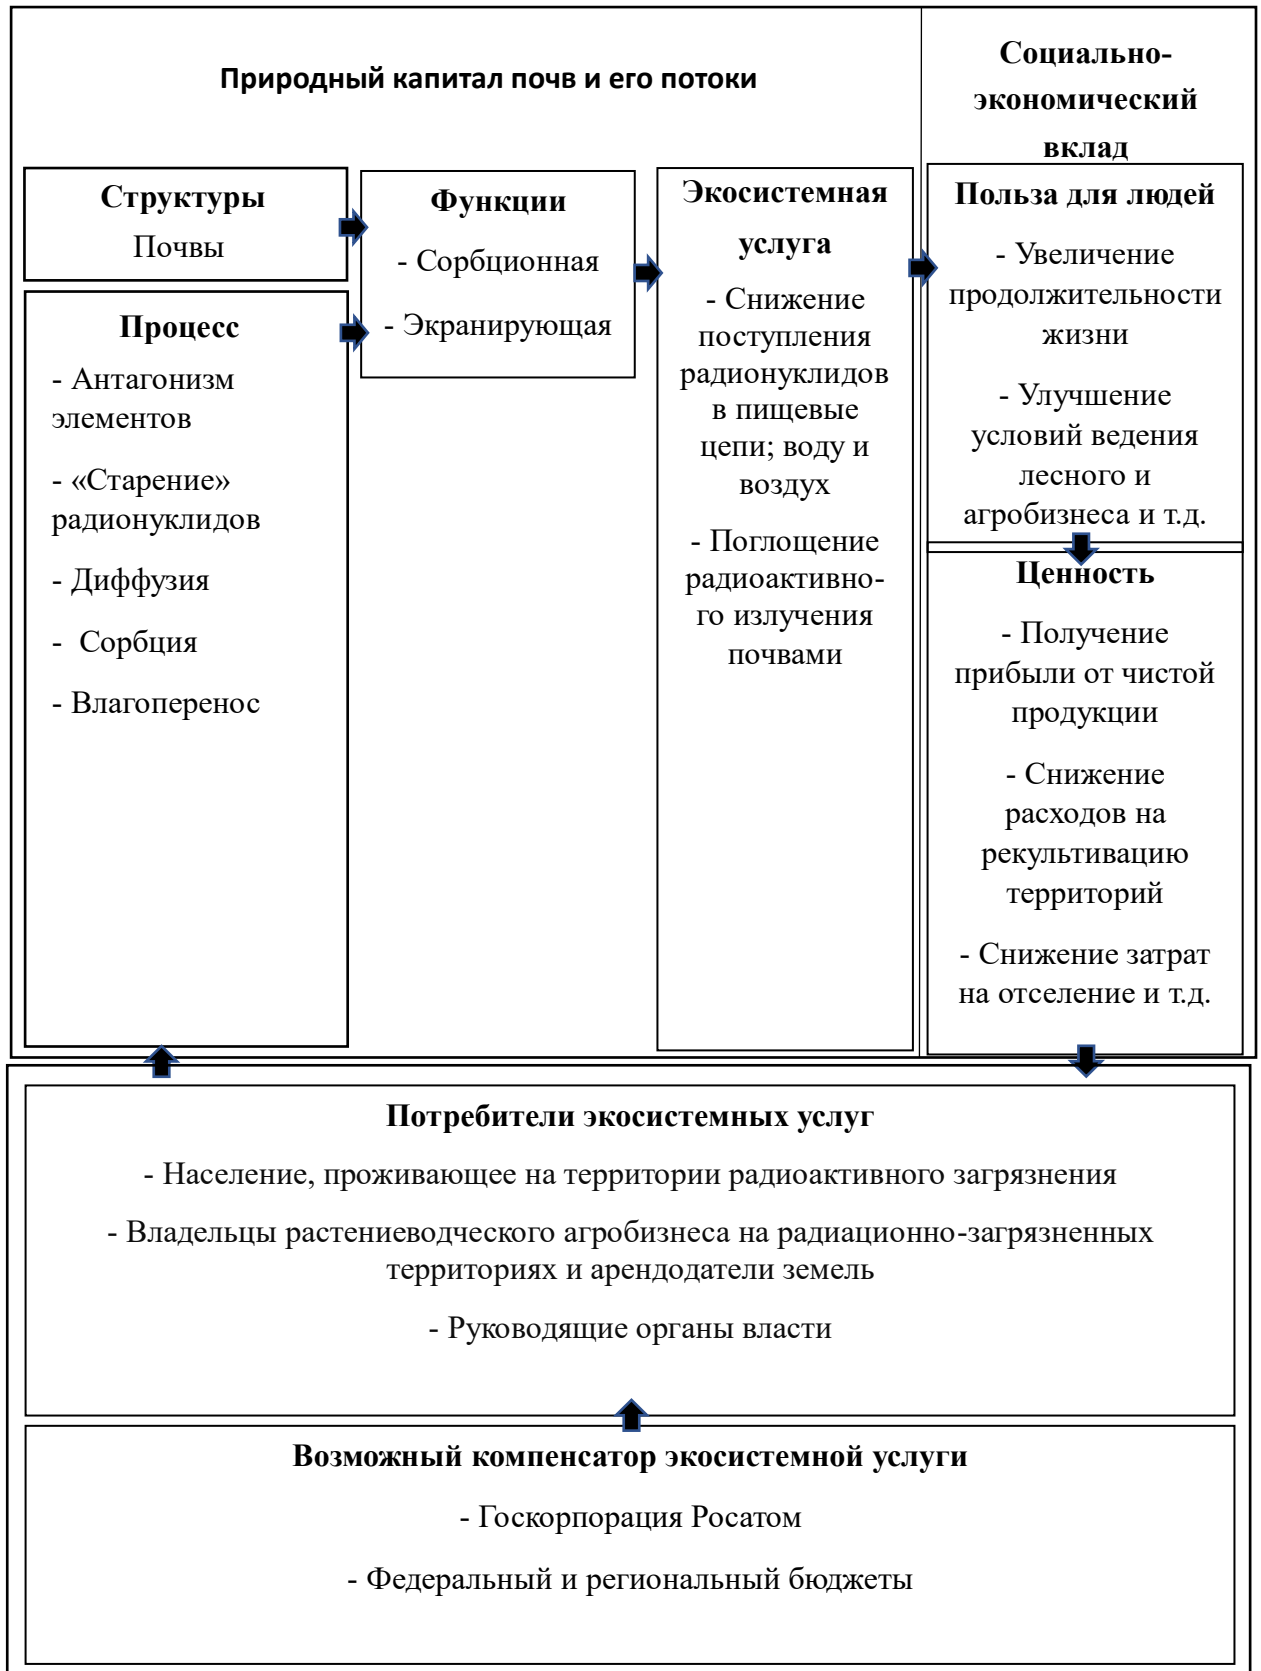 Природный капитал почв и его потоки
Социально-
экономический
вклад
Структуры
Почвы
Процесс
- Антагонизм
элементов
- «Старение»
радионуклидов
- Диффузия
- Сорбция
- Влагоперенос
Функции
- Сорбционная
- Экранирующая
Экосистемная
услуга
- Снижение
поступления
радионуклидов
в пищевые
цепи; воду и
воздух
- Поглощение
радиоактивно-
го излучения
почвами
Польза для людей
- Увеличение
продолжительности
жизни
- Улучшение
условий ведения
лесного и
агробизнеса и т.д.
Ценность
- Получение
прибыли от чистой
продукции
- Снижение
расходов на
рекультивацию
территорий
- Снижение затрат
на отселение и т.д.
Потребители экосистемных услуг
- Население, проживающее на территории радиоактивного загрязнения
- Владельцы растениеводческого агробизнеса на радиационно-загрязненных
территориях и арендодатели земель
- Руководящие органы власти
Возможный компенсатор экосистемной услуги
- Госкорпорация Росатом
- Федеральный и региональный бюджеты